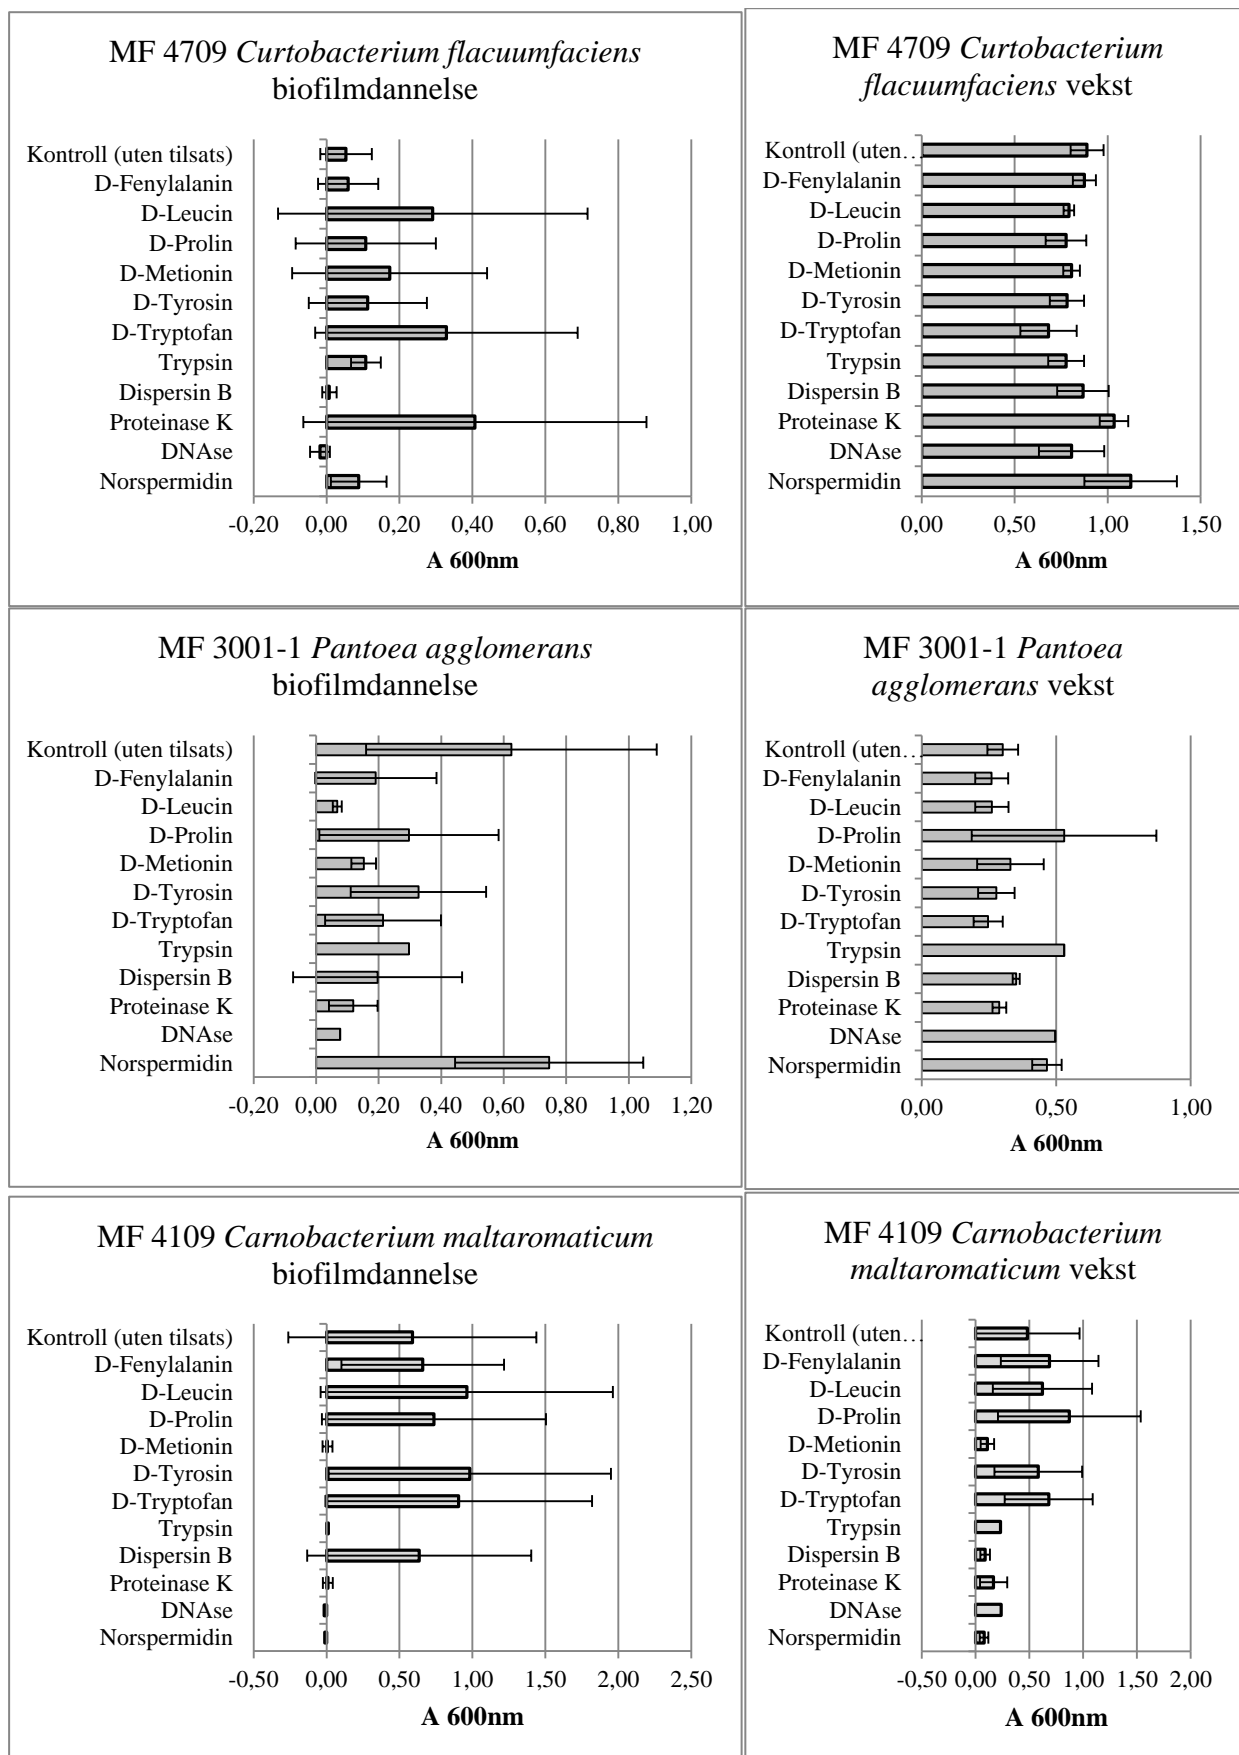 MF 4709 Curtobacterium flacuumfaciens
biofilmdannelse
Kontroll (uten tilsats)
D-Fenylalanin
D-Leucin
D-Prolin
D-Metionin
D-Tyrosin
D-Tryptofan
Trypsin
Dispersin B
Proteinase K
DNAse
Norspermidin
-0,20 0,00 0,20 0,40 0,60 0,80 1,00
A 600nm
MF 4709 Curtobacterium
flacuumfaciens vekst
Kontroll (uten…
D-Fenylalanin
D-Leucin
D-Prolin
D-Metionin
D-Tyrosin
D-Tryptofan
Trypsin
Dispersin B
Proteinase K
DNAse
Norspermidin
0,00 0,50 1,00 1,50
A 600nm
MF 3001-1 Pantoea agglomerans
biofilmdannelse
Kontroll (uten tilsats)
D-Fenylalanin
D-Leucin
D-Prolin
D-Metionin
D-Tyrosin
D-Tryptofan
Trypsin
Dispersin B
Proteinase K
DNAse
Norspermidin
-0,20 0,00 0,20 0,40 0,60 0,80 1,00 1,20
A 600nm
MF 3001-1 Pantoea
agglomerans vekst
Kontroll (uten…
D-Fenylalanin
D-Leucin
D-Prolin
D-Metionin
D-Tyrosin
D-Tryptofan
Trypsin
Dispersin B
Proteinase K
DNAse
Norspermidin
0,00 0,50 1,00
A 600nm
MF 4109 Carnobacterium maltaromaticum
biofilmdannelse
Kontroll (uten tilsats)
D-Fenylalanin
D-Leucin
D-Prolin
D-Metionin
D-Tyrosin
D-Tryptofan
Trypsin
Dispersin B
Proteinase K
DNAse
Norspermidin
-0,50 0,00 0,50 1,00 1,50 2,00 2,50
A 600nm
MF 4109 Carnobacterium
maltaromaticum vekst
Kontroll (uten…
D-Fenylalanin
D-Leucin
D-Prolin
D-Metionin
D-Tyrosin
D-Tryptofan
Trypsin
Dispersin B
Proteinase K
DNAse
Norspermidin
-0,50 0,00 0,50 1,00 1,50 2,00
A 600nm